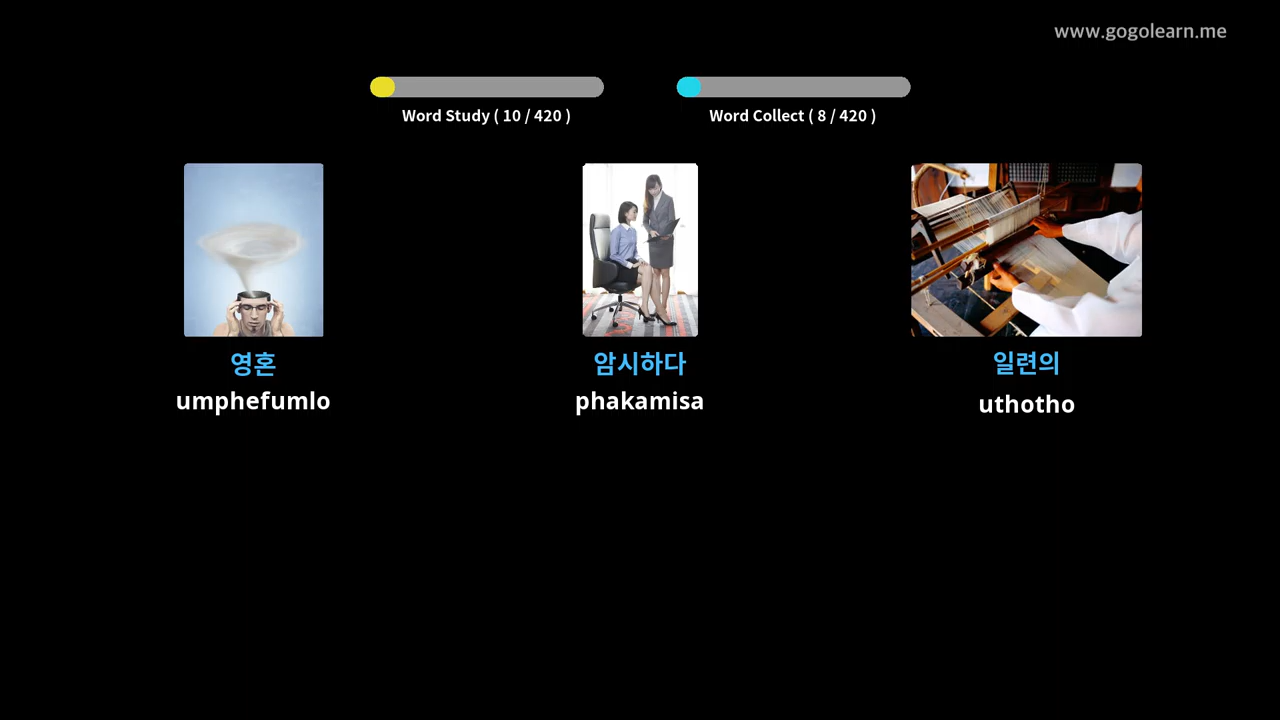 www.gogolearn.me
Word Study ( 10 / 420 )
Word Collect ( 8 / 420 )
영혼
umphefumlo
암시하다
phakamisa
일련의
uthotho